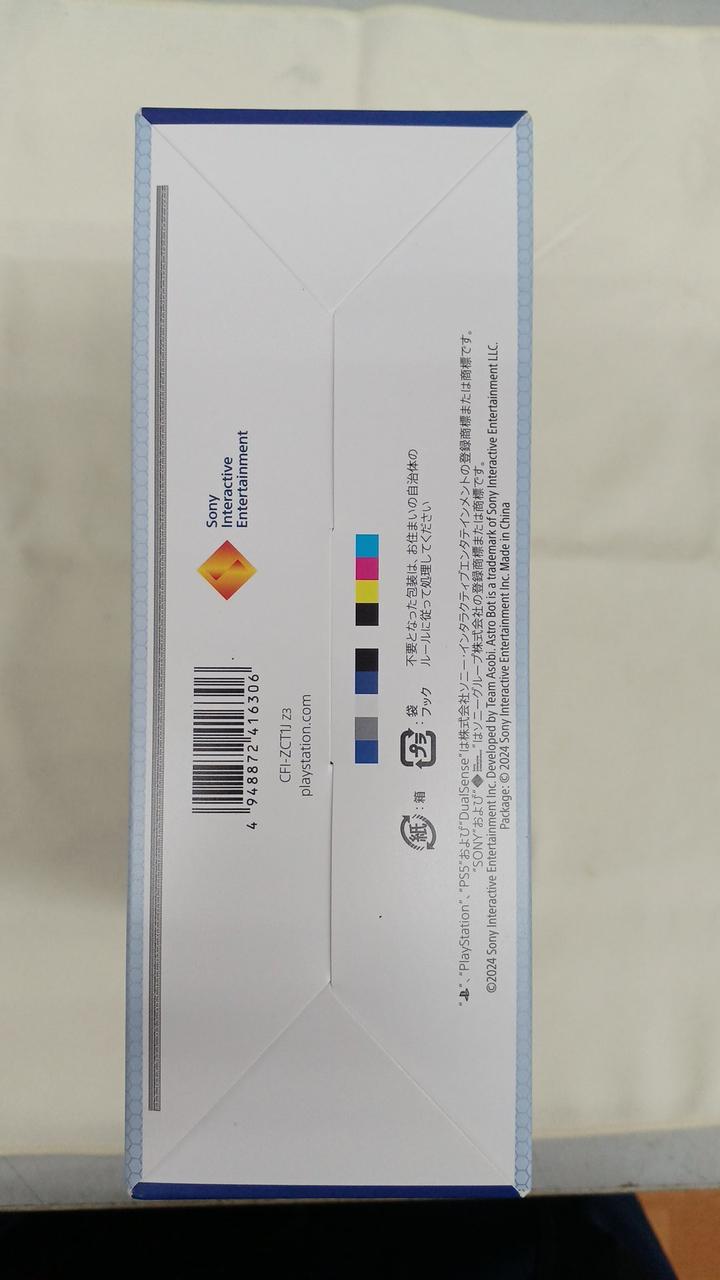 Sony
Interactive
Entertainment
4 948872 416306
CFI-ZCT1J Z3
playstation.com
紙
：箱
プラ
：袋
フック
不要となった包装は、お住まいの自治体の
ルールに従って処理してください
“ ”、“PlayStation”、“PS5”および“DualSense”は株式会社ソニー・インタラクティブエンタテインメントの登録商標または商標です。
“SONY”および“ ”はソニーグループ株式会社の登録商標または商標です。
©2024 Sony Interactive Entertainment Inc. Developed by Team Asobi. Astro Bot is a trademark of Sony Interactive Entertainment LLC.
Package: © 2024 Sony Interactive Entertainment Inc. Made in China